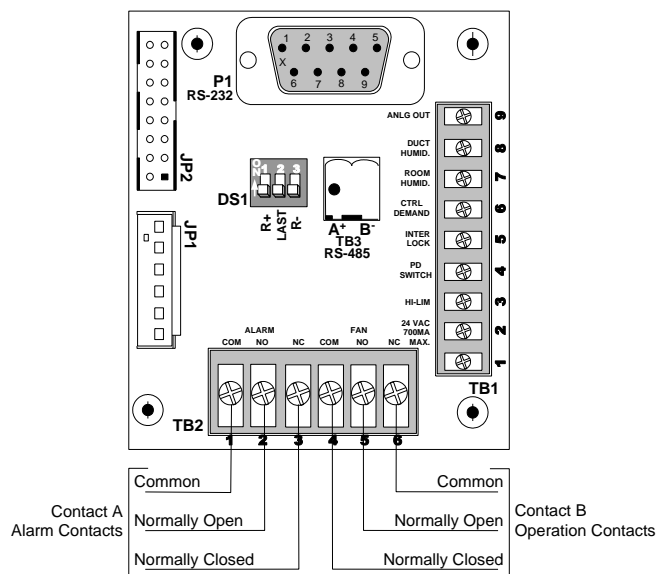 1 2 3 4 5
X
6 7 8 9
P1
RS-232
JP2
JP1
ON
1 2 3
DS1
R+
LAST
R-
A+ B-
TB3
RS-485
ANLG OUT 9
DUCT
HUMID. 8
ROOM
HUMID. 7
CTRL
DEMAND 6
INTER
LOCK 5
PD
SWITCH 4
HI-LIM 3
24 VAC
700MA
MAX. 2
1
TB1
ALARM FAN
COM NO NC COM NO NC
TB2
1 2 3 4 5 6
Contact A
Alarm Contacts
Common
Normally Open
Normally Closed
Common
Normally Open
Normally Closed
Contact B
Operation Contacts